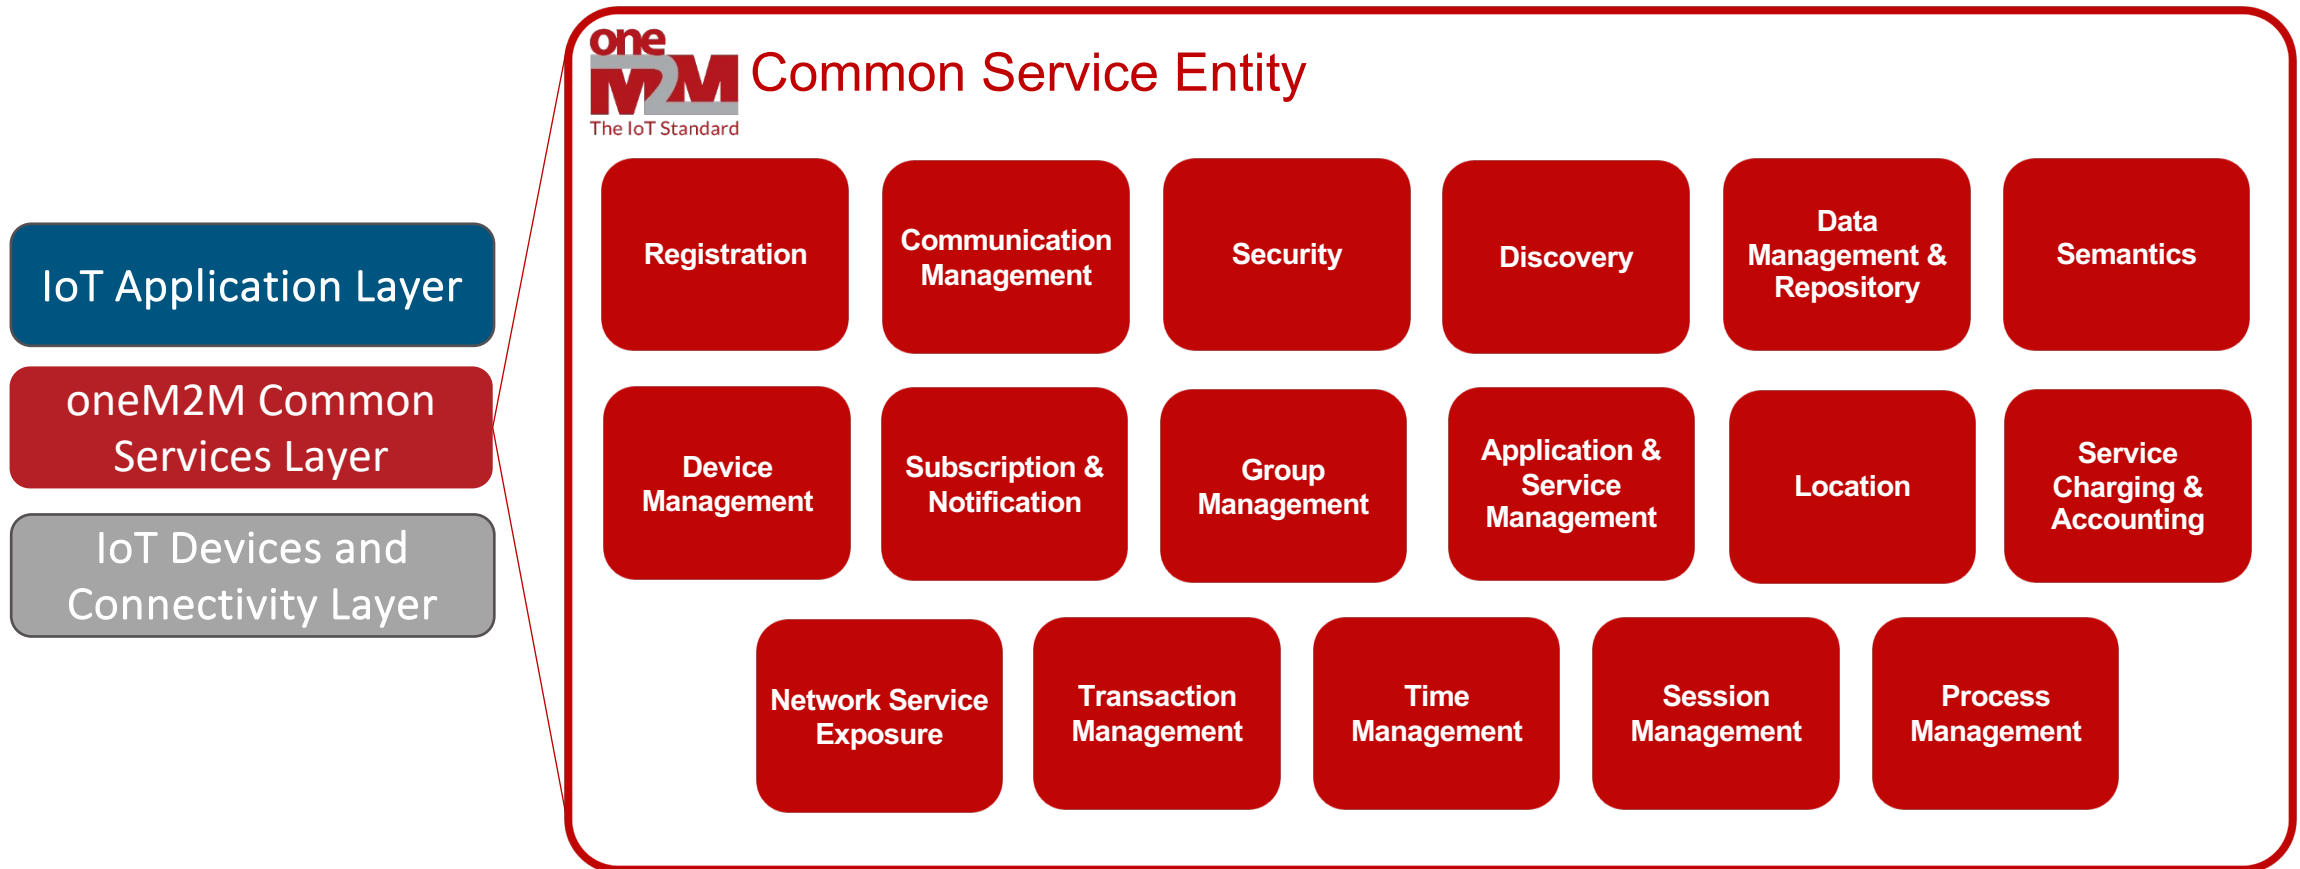 one
M2M
The IoT Standard
Common Service Entity
IoT Application Layer
oneM2M Common
Services Layer
IoT Devices and
Connectivity Layer
Registration
Communication
Management
Security
Discovery
Data
Management &
Repository
Semantics
Device
Management
Subscription &
Notification
Group
Management
Application &
Service
Management
Location
Service
Charging &
Accounting
Network Service
Exposure
Transaction
Management
Time
Management
Session
Management
Process
Management